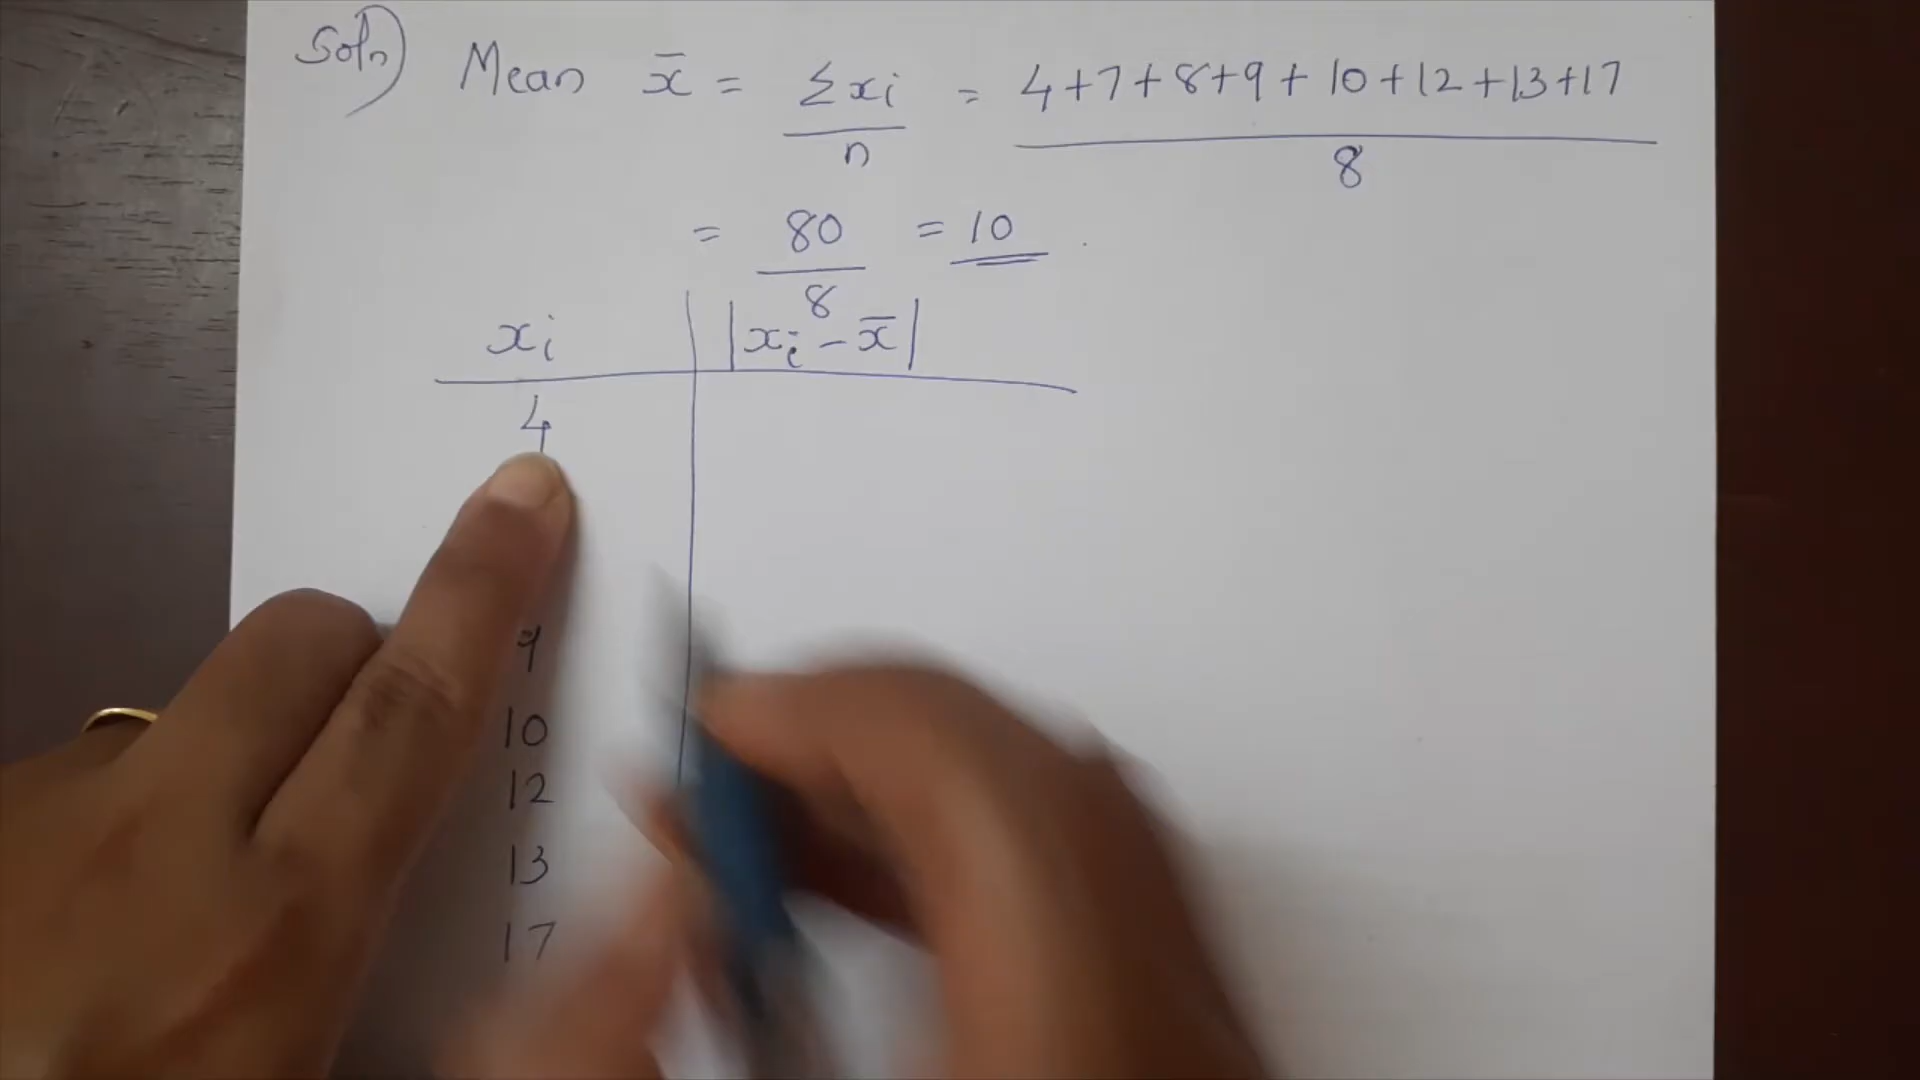 Soln) Mean x̄ = Σxi / n = 4+7+8+9+10+12+13+17 / 8
= 80 / 8 = 10
xi | |xi - x̄|
4
9
10
12
13
17